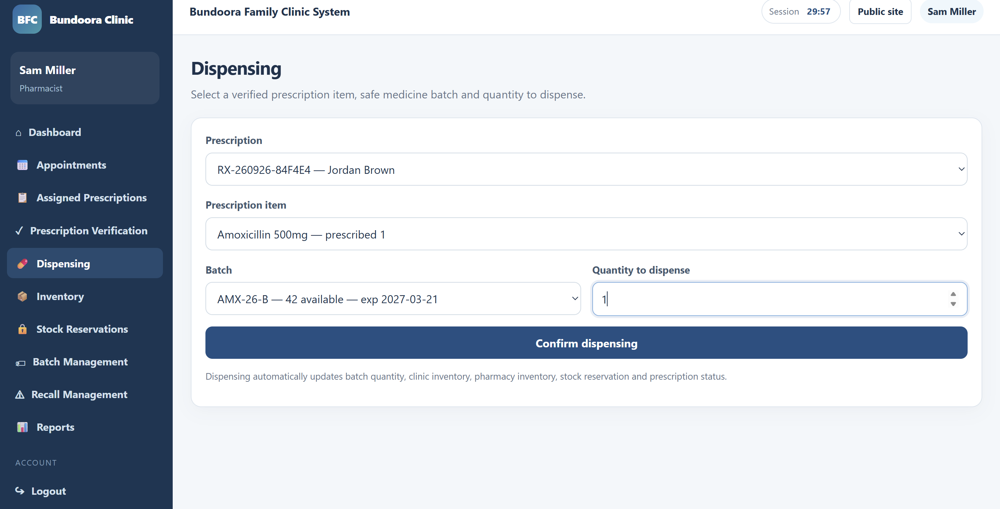 BFC
Bundoora Clinic
Sam Miller
Pharmacist
Dashboard
Appointments
Assigned Prescriptions
Prescription Verification
Dispensing
Inventory
Stock Reservations
Batch Management
Recall Management
Reports
ACCOUNT
Logout
Bundoora Family Clinic System
Session 29:57
Public site
Sam Miller
Dispensing
Select a verified prescription item, safe medicine batch and quantity to dispense.
Prescription
RX-260926-84F4E4 — Jordan Brown
Prescription item
Amoxicillin 500mg — prescribed 1
Batch
AMX-26-B — 42 available — exp 2027-03-21
Quantity to dispense
1
Confirm dispensing
Dispensing automatically updates batch quantity, clinic inventory, pharmacy inventory, stock reservation and prescription status.